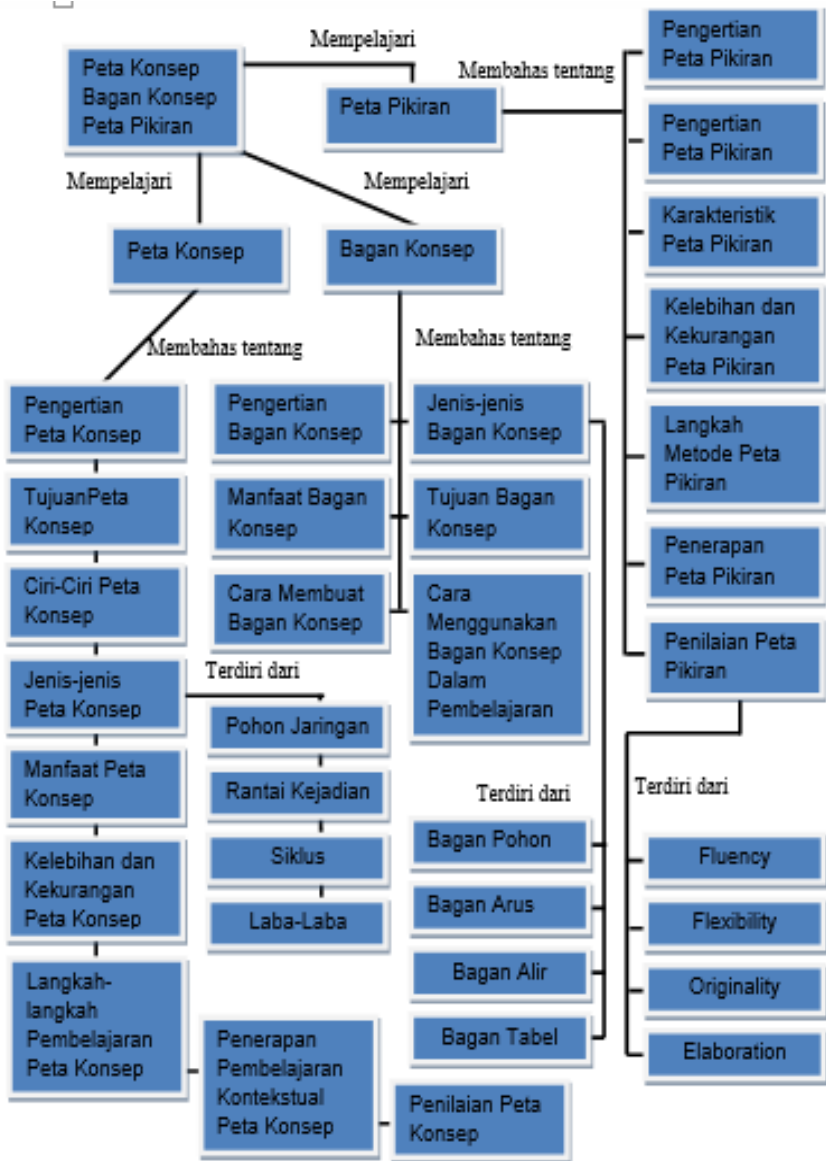 Mempelajari
Peta Konsep
Bagan Konsep
Peta Pikiran
Peta Pikiran
Membahas tentang
Pengertian
Peta Pikiran
Pengertian
Peta Pikiran
Karakteristik
Peta Pikiran
Kelebihan dan
Kekurangan
Peta Pikiran
Langkah
Metode Peta
Pikiran
Penerapan
Peta Pikiran
Penilaian Peta
Pikiran
Terdiri dari
Fluency
Flexibility
Originality
Elaboration
Mempelajari
Mempelajari
Peta Konsep
Bagan Konsep
Membahas tentang
Membahas tentang
Pengertian
Peta Konsep
TujuanPeta
Konsep
Ciri-Ciri Peta
Konsep
Jenis-jenis
Peta Konsep
Manfaat Peta
Konsep
Kelebihan dan
Kekurangan
Peta Konsep
Langkah-
langkah
Pembelajaran
Peta Konsep
Terdiri dari
Pohon Jaringan
Rantai Kejadian
Siklus
Laba-Laba
Penerapan
Pembelajaran
Kontekstual
Peta Konsep
Penilaian Peta
Konsep
Pengertian
Bagan Konsep
Jenis-jenis
Bagan Konsep
Manfaat Bagan
Konsep
Tujuan Bagan
Konsep
Cara Membuat
Bagan Konsep
Cara
Menggunakan
Bagan Konsep
Dalam
Pembelajaran
Terdiri dari
Bagan Pohon
Bagan Arus
Bagan Alir
Bagan Tabel